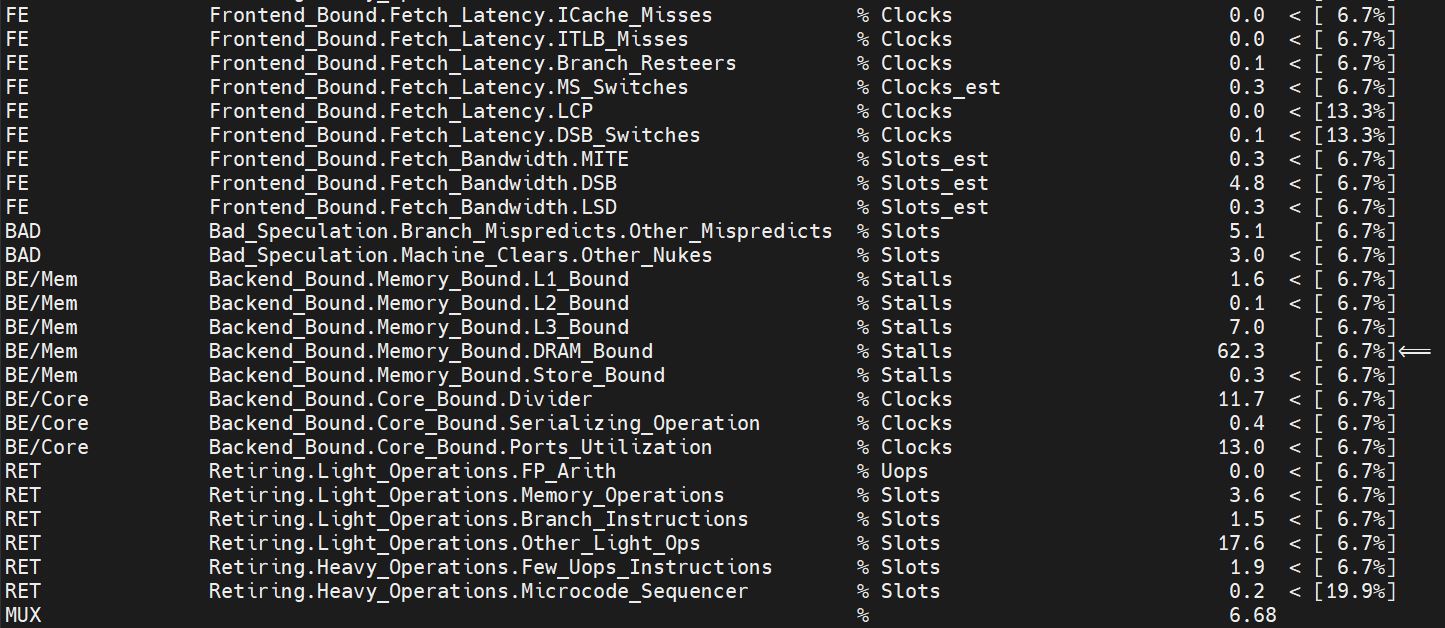 FE Frontend_Bound.Fetch_Latency.ICache_Misses % Clocks 0.0 < [ 6.7%]
FE Frontend_Bound.Fetch_Latency.ITLB_Misses % Clocks 0.0 < [ 6.7%]
FE Frontend_Bound.Fetch_Latency.Branch_Resteers % Clocks 0.1 < [ 6.7%]
FE Frontend_Bound.Fetch_Latency.MS_Switches % Clocks_est 0.3 < [ 6.7%]
FE Frontend_Bound.Fetch_Latency.LCP % Clocks 0.0 < [13.3%]
FE Frontend_Bound.Fetch_Latency.DSB_Switches % Clocks 0.1 < [13.3%]
FE Frontend_Bound.Fetch_Bandwidth.MITE % Slots_est 0.3 < [ 6.7%]
FE Frontend_Bound.Fetch_Bandwidth.DSB % Slots_est 4.8 < [ 6.7%]
FE Frontend_Bound.Fetch_Bandwidth.LSD % Slots_est 0.3 < [ 6.7%]
BAD Bad_Speculation.Branch_Mispredicts.Other_Mispredicts % Slots 5.1 [ 6.7%]
BAD Bad_Speculation.Machine_Clears.Other_Nukes % Slots 3.0 < [ 6.7%]
BE/Mem Backend_Bound.Memory_Bound.L1_Bound % Stalls 1.6 < [ 6.7%]
BE/Mem Backend_Bound.Memory_Bound.L2_Bound % Stalls 0.1 < [ 6.7%]
BE/Mem Backend_Bound.Memory_Bound.L3_Bound % Stalls 7.0 [ 6.7%]
BE/Mem Backend_Bound.Memory_Bound.DRAM_Bound % Stalls 62.3 [ 6.7%]<==
BE/Mem Backend_Bound.Memory_Bound.Store_Bound % Stalls 0.3 < [ 6.7%]
BE/Core Backend_Bound.Core_Bound.Divider % Clocks 11.7 < [ 6.7%]
BE/Core Backend_Bound.Core_Bound.Serializing_Operation % Clocks 0.4 < [ 6.7%]
BE/Core Backend_Bound.Core_Bound.Ports_Utilization % Clocks 13.0 < [ 6.7%]
RET Retiring.Light_Operations.FP_Arith % Uops 0.0 < [ 6.7%]
RET Retiring.Light_Operations.Memory_Operations % Slots 3.6 < [ 6.7%]
RET Retiring.Light_Operations.Branch_Instructions % Slots 1.5 < [ 6.7%]
RET Retiring.Light_Operations.Other_Light_Ops % Slots 17.6 < [ 6.7%]
RET Retiring.Heavy_Operations.Few_Uops_Instructions % Slots 1.9 < [ 6.7%]
RET Retiring.Heavy_Operations.Microcode_Sequencer % Slots 0.2 < [19.9%]
MUX % 6.68